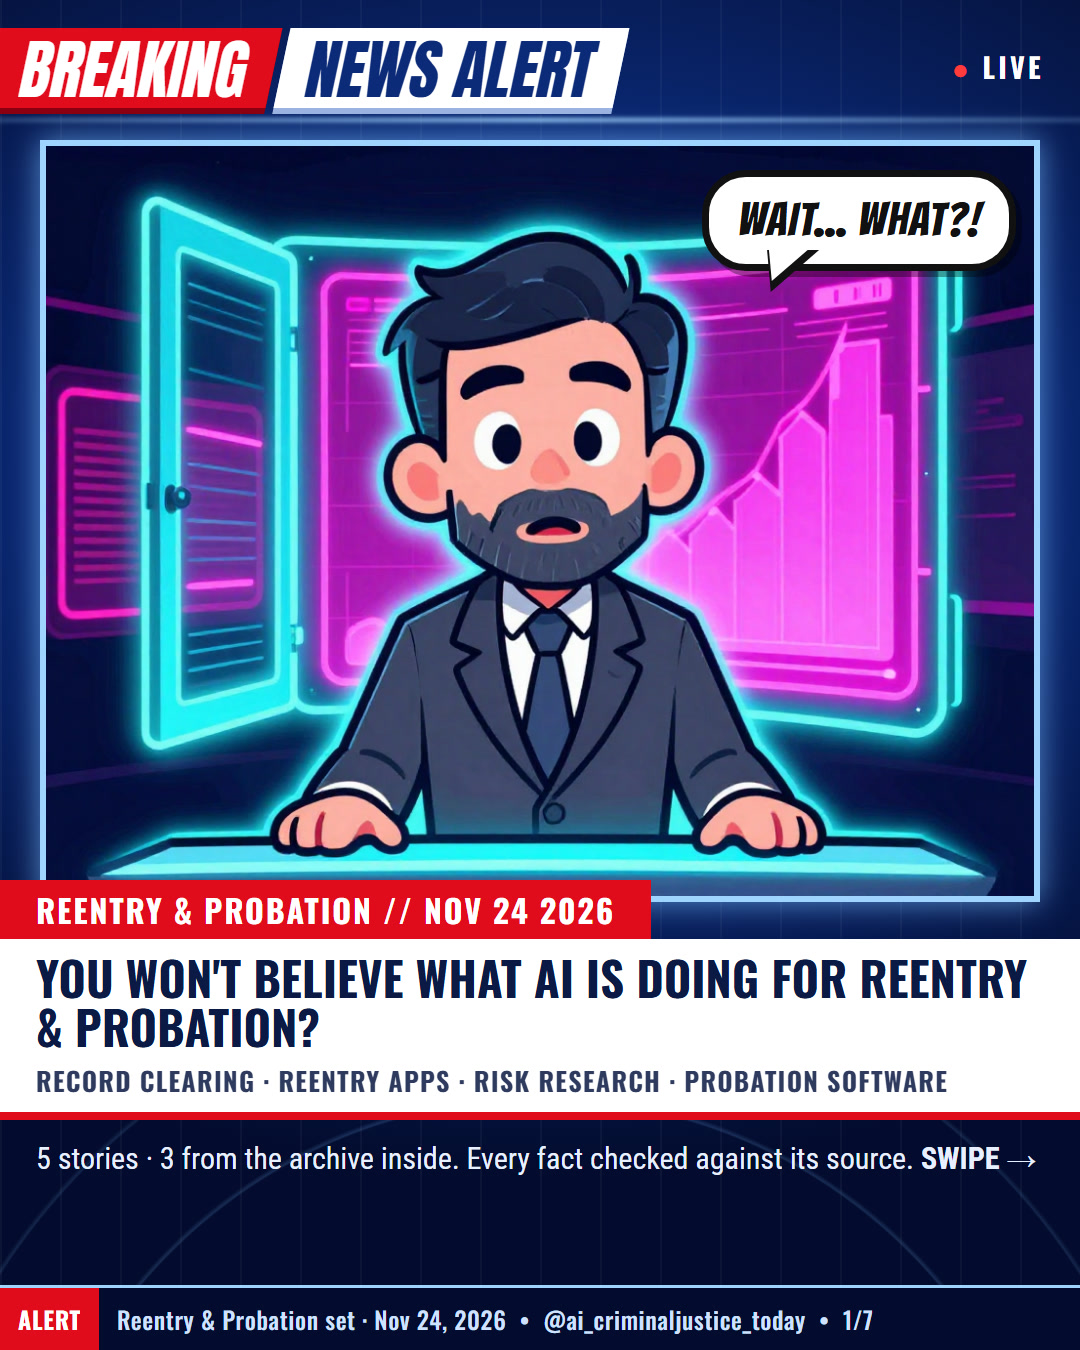 BREAKING NEWS ALERT
LIVE
WAIT... WHAT?!
REENTRY & PROBATION // NOV 24 2026
YOU WON'T BELIEVE WHAT AI IS DOING FOR REENTRY
& PROBATION?
RECORD CLEARING · REENTRY APPS · RISK RESEARCH · PROBATION SOFTWARE
5 stories · 3 from the archive inside. Every fact checked against its source. SWIPE →
ALERT Reentry & Probation set · Nov 24, 2026 • @ai_criminaljustice_today • 1/7